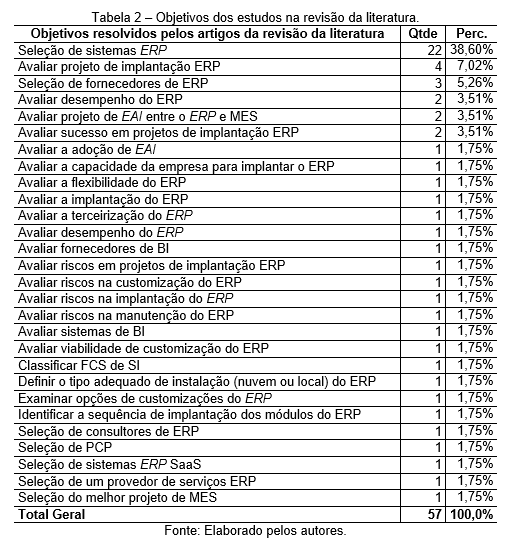 Tabela 2 – Objetivos dos estudos na revisão da literatura.
Objetivos resolvidos pelos artigos da revisão da literatura Qtde Perc.
Seleção de sistemas ERP 22 38,60%
Avaliar projeto de implantação ERP 4 7,02%
Seleção de fornecedores de ERP 3 5,26%
Avaliar desempenho do ERP 2 3,51%
Avaliar projeto de EAI entre o ERP e MES 2 3,51%
Avaliar sucesso em projetos de implantação ERP 2 3,51%
Avaliar a adoção de EAI 1 1,75%
Avaliar a capacidade da empresa para implantar o ERP 1 1,75%
Avaliar a flexibilidade do ERP 1 1,75%
Avaliar a implantação do ERP 1 1,75%
Avaliar a terceirização do ERP 1 1,75%
Avaliar desempenho do ERP 1 1,75%
Avaliar fornecedores de BI 1 1,75%
Avaliar riscos em projetos de implantação ERP 1 1,75%
Avaliar riscos na customização do ERP 1 1,75%
Avaliar riscos na implantação do ERP 1 1,75%
Avaliar riscos na manutenção do ERP 1 1,75%
Avaliar sistemas de BI 1 1,75%
Avaliar viabilidade de customização do ERP 1 1,75%
Classificar FCS de SI 1 1,75%
Definir o tipo adequado de instalação (nuvem ou local) do ERP 1 1,75%
Examinar opções de customizações do ERP 1 1,75%
Identificar a sequência de implantação dos módulos do ERP 1 1,75%
Seleção de consultores de ERP 1 1,75%
Seleção de PCP 1 1,75%
Seleção de sistemas ERP SaaS 1 1,75%
Seleção de um provedor de serviços ERP 1 1,75%
Seleção do melhor projeto de MES 1 1,75%
Total Geral 57 100,0%
Fonte: Elaborado pelos autores.